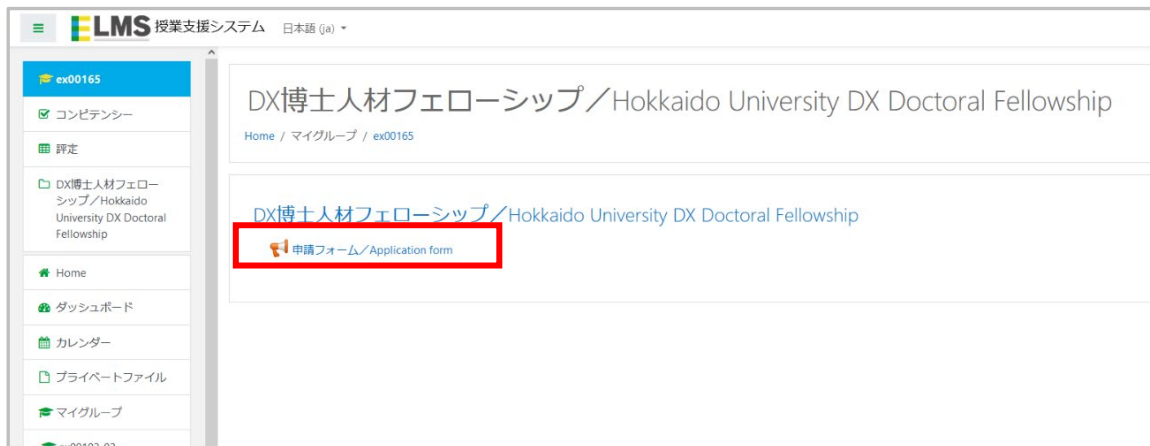 ELMS 授業支援システム 日本語 (ja)
ex00165
コンピテンシー
評定
DX博士人材フェロー
シップ／Hokkaido
University DX Doctoral
Fellowship
Home
ダッシュボード
カレンダー
プライベートファイル
マイグループ
DX博士人材フェローシップ／Hokkaido University DX Doctoral Fellowship
Home / マイグループ / ex00165
DX博士人材フェローシップ／Hokkaido University DX Doctoral Fellowship
申請フォーム／Application form